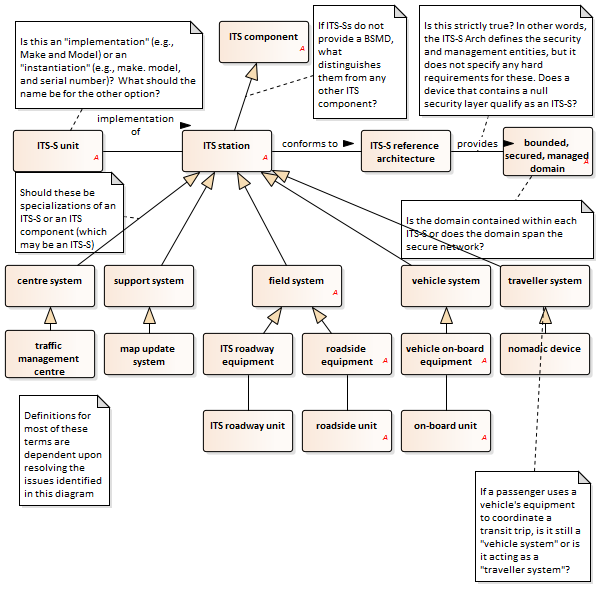 Is this an "implementation" (e.g.,
Make and Model) or an
"instantiation" (e.g., make. model,
and serial number)?  What should the
name be for the other option?
ITS component
A
If ITS-Ss do not
provide a BSMD,
what
distinguishes
them from any
other ITS
component?
Is this strictly true? In other words,
the ITS-S Arch defines the security
and management entities, but it
does not specify any hard
requirements for these. Does a
device that contains a null
security layer qualify as an ITS-S?
ITS-S unit
A
implementation
of
ITS station
A
conforms to
ITS-S reference
architecture
provides
bounded,
secured, managed
domain
A
Should these be
specializations of an
ITS-S or an ITS
component (which
may be an ITS-S)
Is the domain contained within each
ITS-S or does the domain span the
secure network?
centre system
support system
field system
A
vehicle system
traveller system
traffic
management
centre
map update
system
ITS roadway
equipment
roadside
equipment
A
vehicle on-board
equipment
A
nomadic device
Definitions for
most of these
terms are
dependent upon
resolving the
issues identified
in this diagram
ITS roadway unit
roadside unit
A
on-board unit
A
If a passenger uses a
vehicle's equipment
to coordinate a
transit trip, is it still a
"vehicle system" or is
it acting as a
"traveller system"?